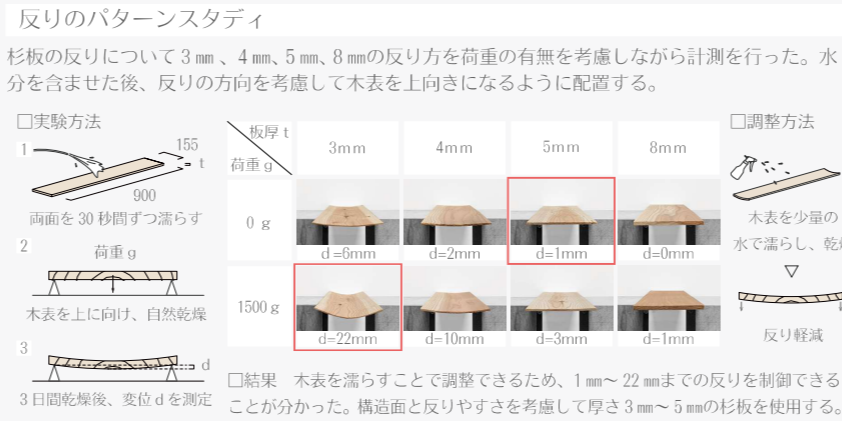 反りのパターンスタディ
杉板の反りについて3㎜、4㎜、5㎜、8㎜の反り方を荷重の有無を考慮しながら計測を行った。水
分を含ませた後、反りの方向を考慮して木表を上向きになるように配置する。
□実験方法
1
155
t
900
両面を30秒間ずつ濡らす
2
荷重g
木表を上に向け、自然乾燥
3
d
3日間乾燥後、変位dを測定
板厚t
荷重g
3mm 4mm 5mm 8mm
0 g
d=6mm d=2mm d=1mm d=0mm
1500g
d=22mm d=10mm d=3mm d=1mm
□調整方法
木表を少量の
水で濡らし、乾
▽
反り軽減
□結果 木表を濡らすことで調整できるため、1㎜～22㎜までの反りを制御できる
ことが分かった。構造面と反りやすさを考慮して厚さ3㎜～5㎜の杉板を使用する。